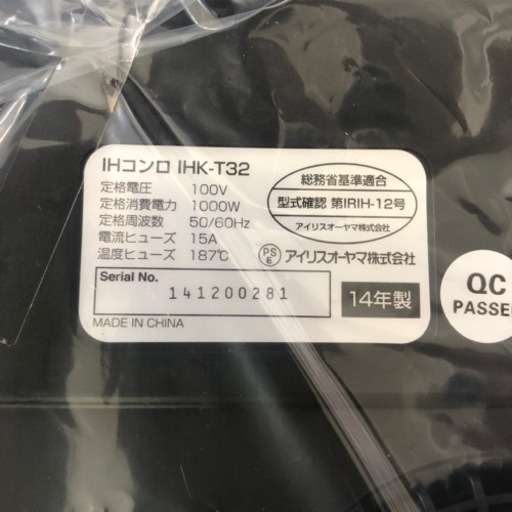 IHコンロ IHK-T32
定格電圧 100V
定格消費電力 1000W
定格周波数 50/60Hz
電流ヒューズ 15A
温度ヒューズ 187℃
総務省基準適合
型式確認 第IRIH-12号
アイリスオーヤマ株式会社
PSE アイリスオーヤマ株式会社
Serial No.
141200281
14年製
MADE IN CHINA
QC
PASSE